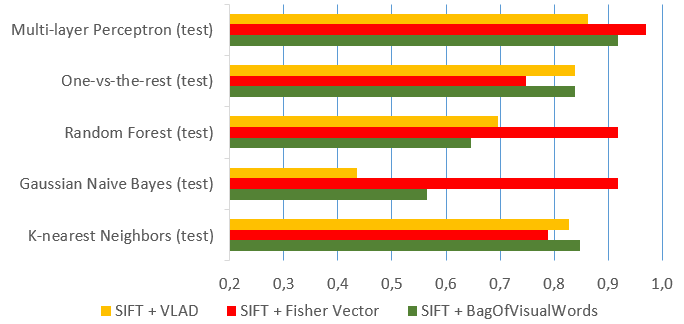 Multi-layer Perceptron (test)
One-vs-the-rest (test)
Random Forest (test)
Gaussian Naive Bayes (test)
K-nearest Neighbors (test)
0,2 0,3 0,4 0,5 0,6 0,7 0,8 0,9 1,0
SIFT + VLAD SIFT + Fisher Vector SIFT + BagOfVisualWords